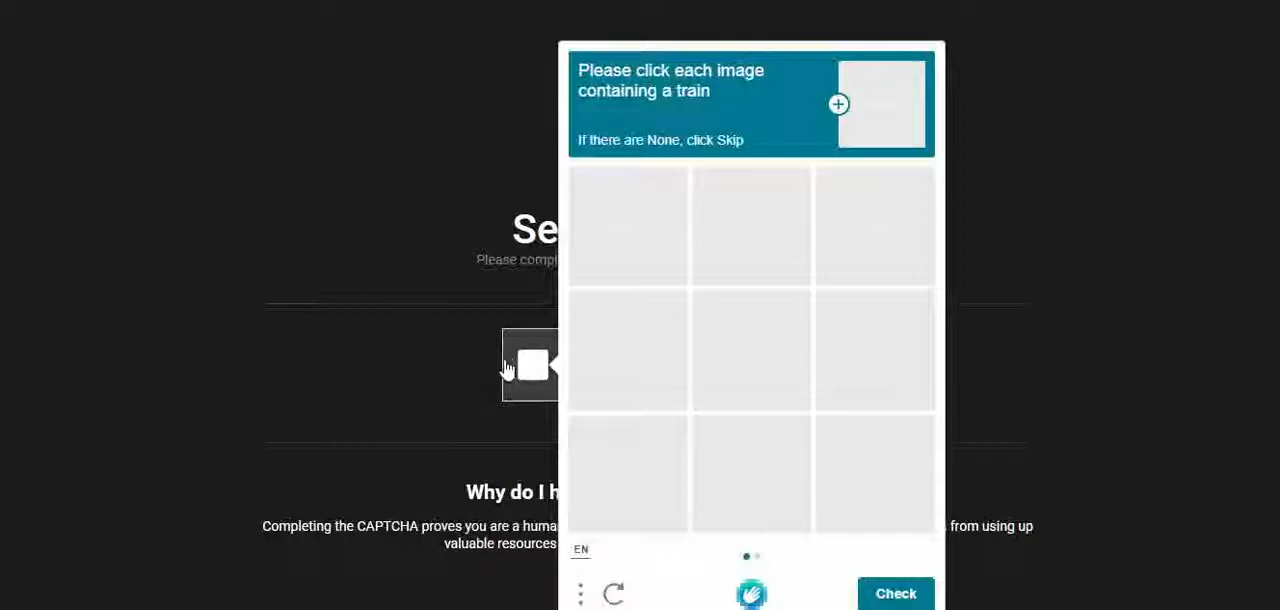 Please click each image
containing a train
If there are None, click Skip
Se
Please compl
Why do I h
Completing the CAPTCHA proves you are a huma
from using up
valuable resources
EN
Check